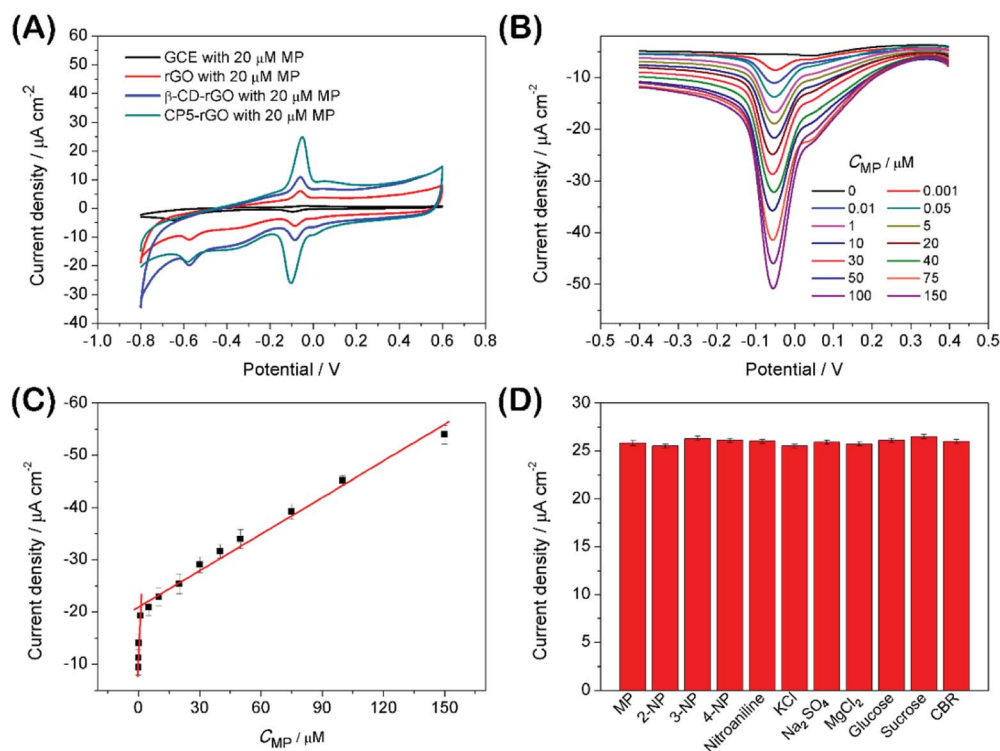 (A)
GCE with 20 μM MP
rGO with 20 μM MP
β-CD-rGO with 20 μM MP
CP5-rGO with 20 μM MP
Current density / μA cm⁻²
60
50
40
30
20
10
0
-10
-20
-30
-40
-1.0 -0.8 -0.6 -0.4 -0.2 0.0 0.2 0.4 0.6 0.8
Potential / V
(B)
Current density / μA cm⁻²
-10
-20
-30
-40
-50
C_MP / μM
0 0.001
0.01 0.05
1 5
10 20
30 40
50 75
100 150
-0.5 -0.4 -0.3 -0.2 -0.1 0.0 0.1 0.2 0.3 0.4 0.5
Potential / V
(C)
Current density / μA cm⁻²
-60
-50
-40
-30
-20
-10
0 30 60 90 120 150
C_MP / μM
(D)
Current density / μA cm⁻²
30
25
20
15
10
5
0
MP
2-NP
3-NP
4-NP
Nitroaniline
KCl
Na₂SO₄
MgCl₂
Glucose
Sucrose
CBR